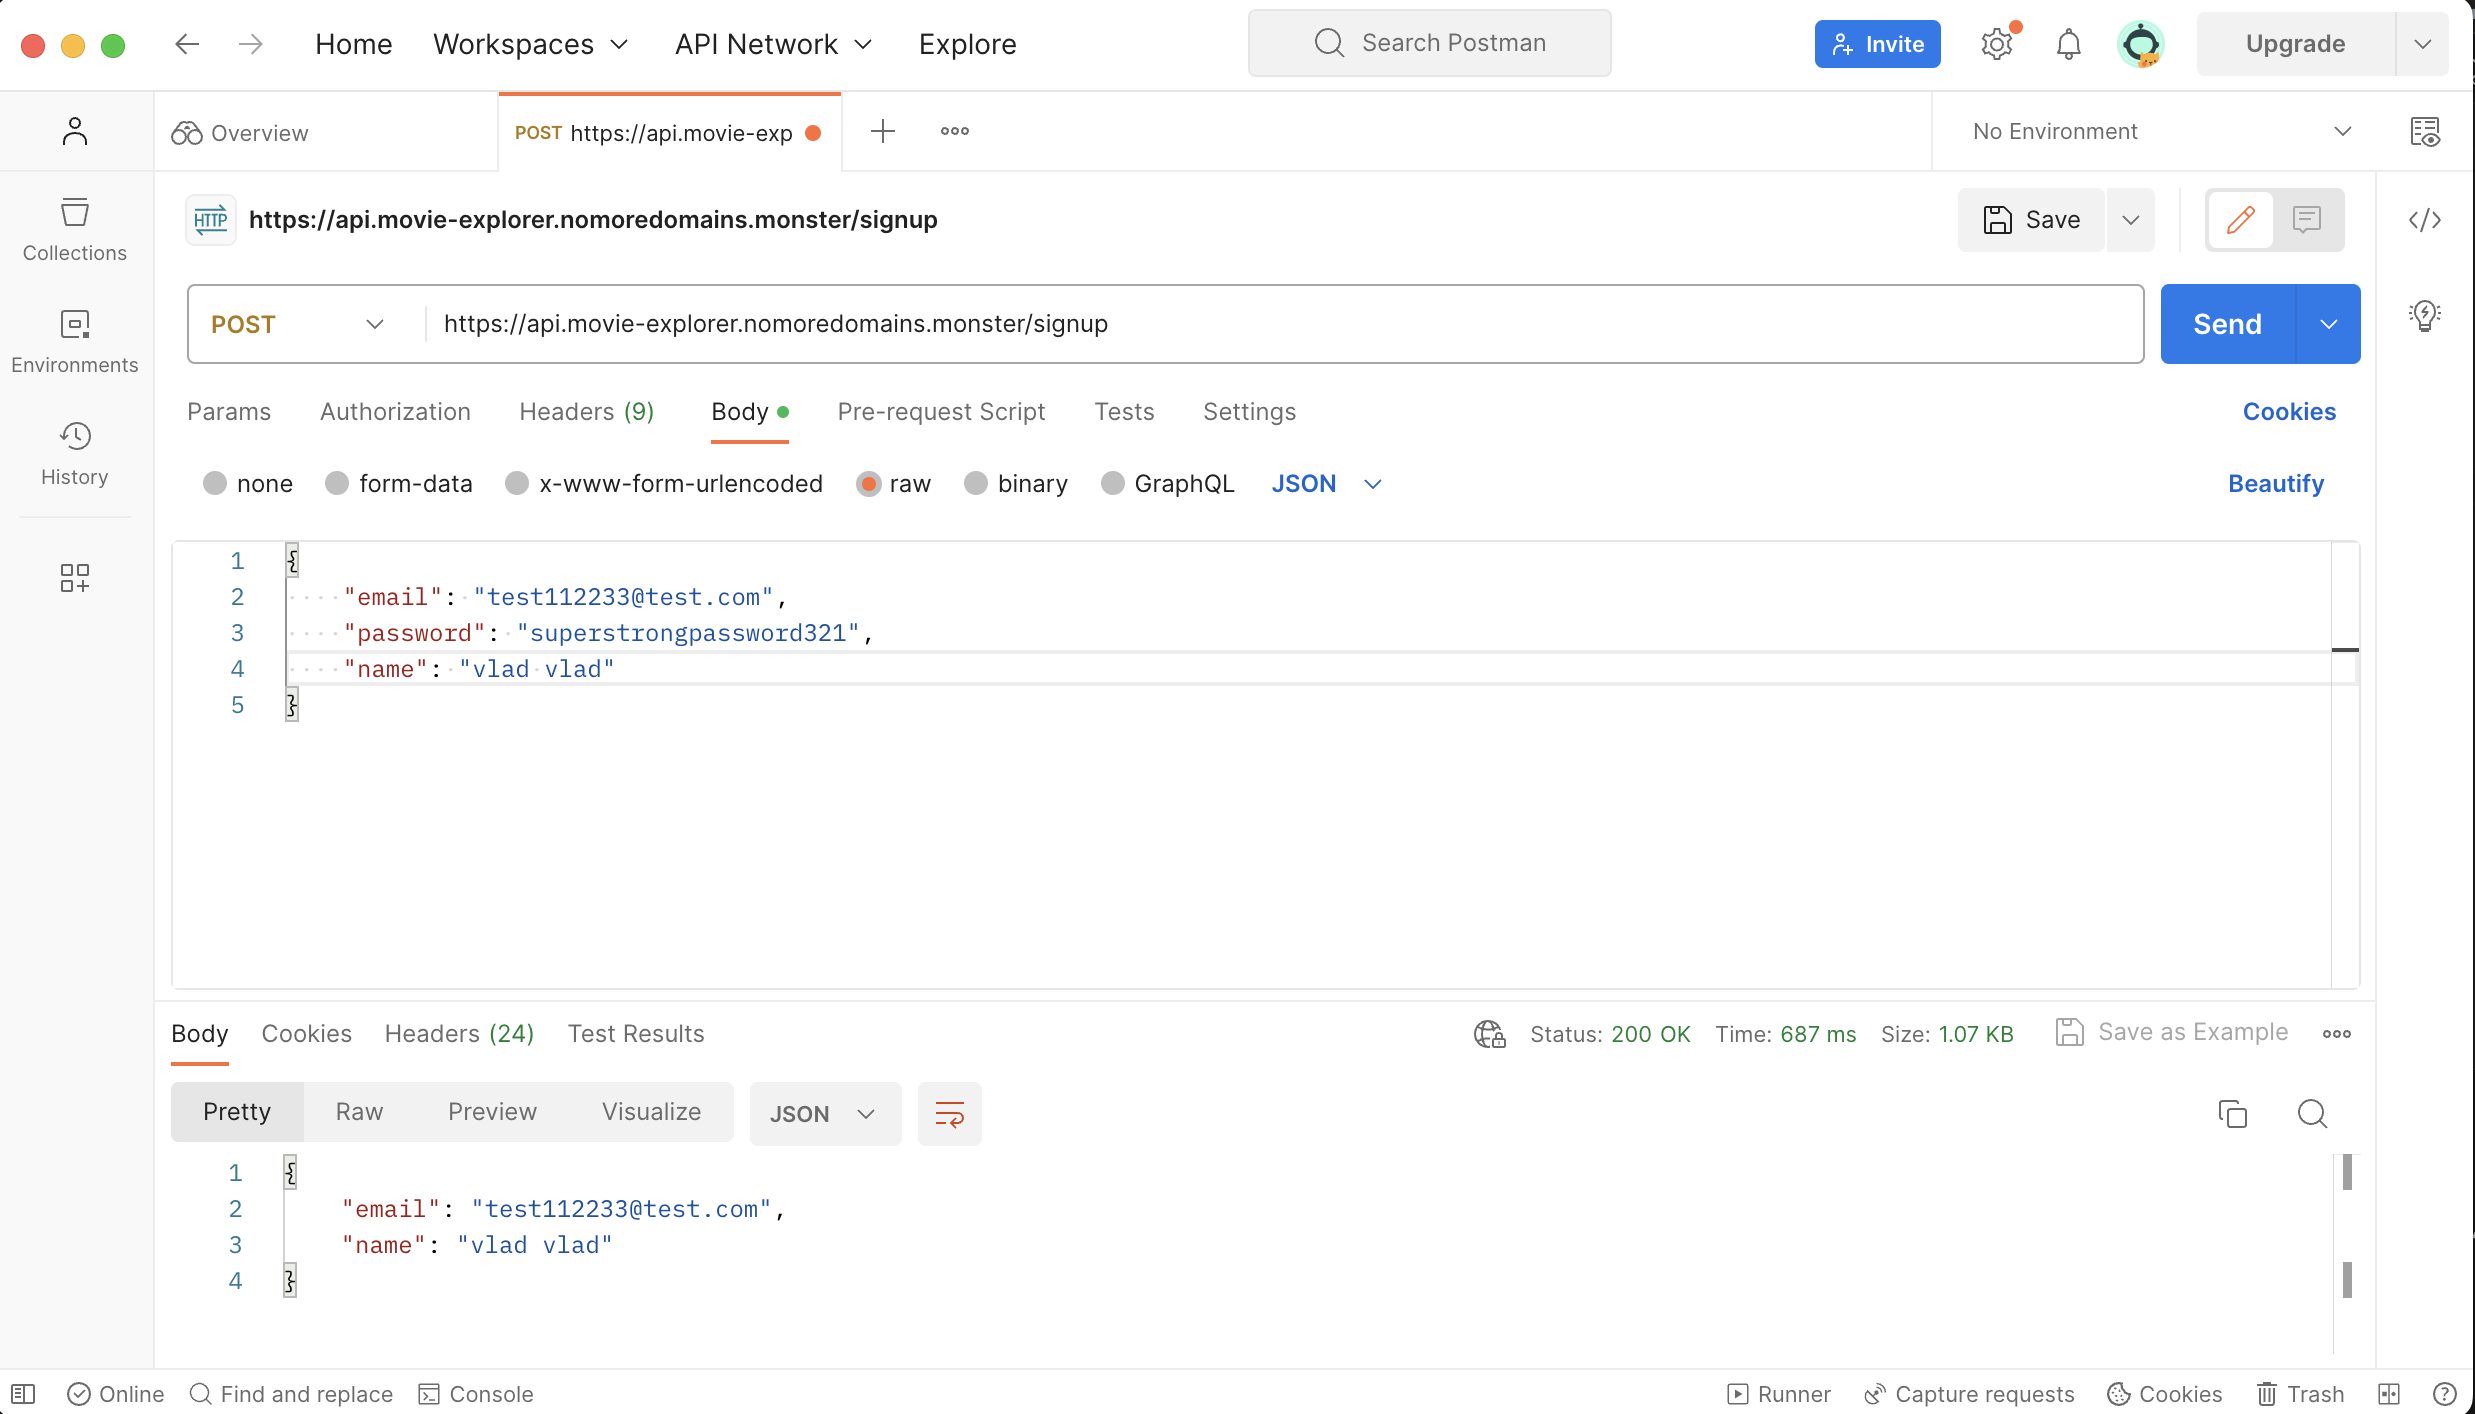 Home Workspaces API Network Explore Search Postman Invite Upgrade
Overview POST https://api.movie-exp No Environment
HTTP https://api.movie-explorer.nomoredomains.monster/signup Save
Collections
Environments
History
POST https://api.movie-explorer.nomoredomains.monster/signup Send
Params Authorization Headers (9) Body Pre-request Script Tests Settings Cookies
none form-data x-www-form-urlencoded raw binary GraphQL JSON Beautify
1 {
2 "email": "test112233@test.com",
3 "password": "superstrongpassword321",
4 "name": "vlad vlad"
5 }
Body Cookies Headers (24) Test Results Status: 200 OK Time: 687 ms Size: 1.07 KB Save as Example
Pretty Raw Preview Visualize JSON
1 {
2 "email": "test112233@test.com",
3 "name": "vlad vlad"
4 }
Online Find and replace Console Runner Capture requests Cookies Trash